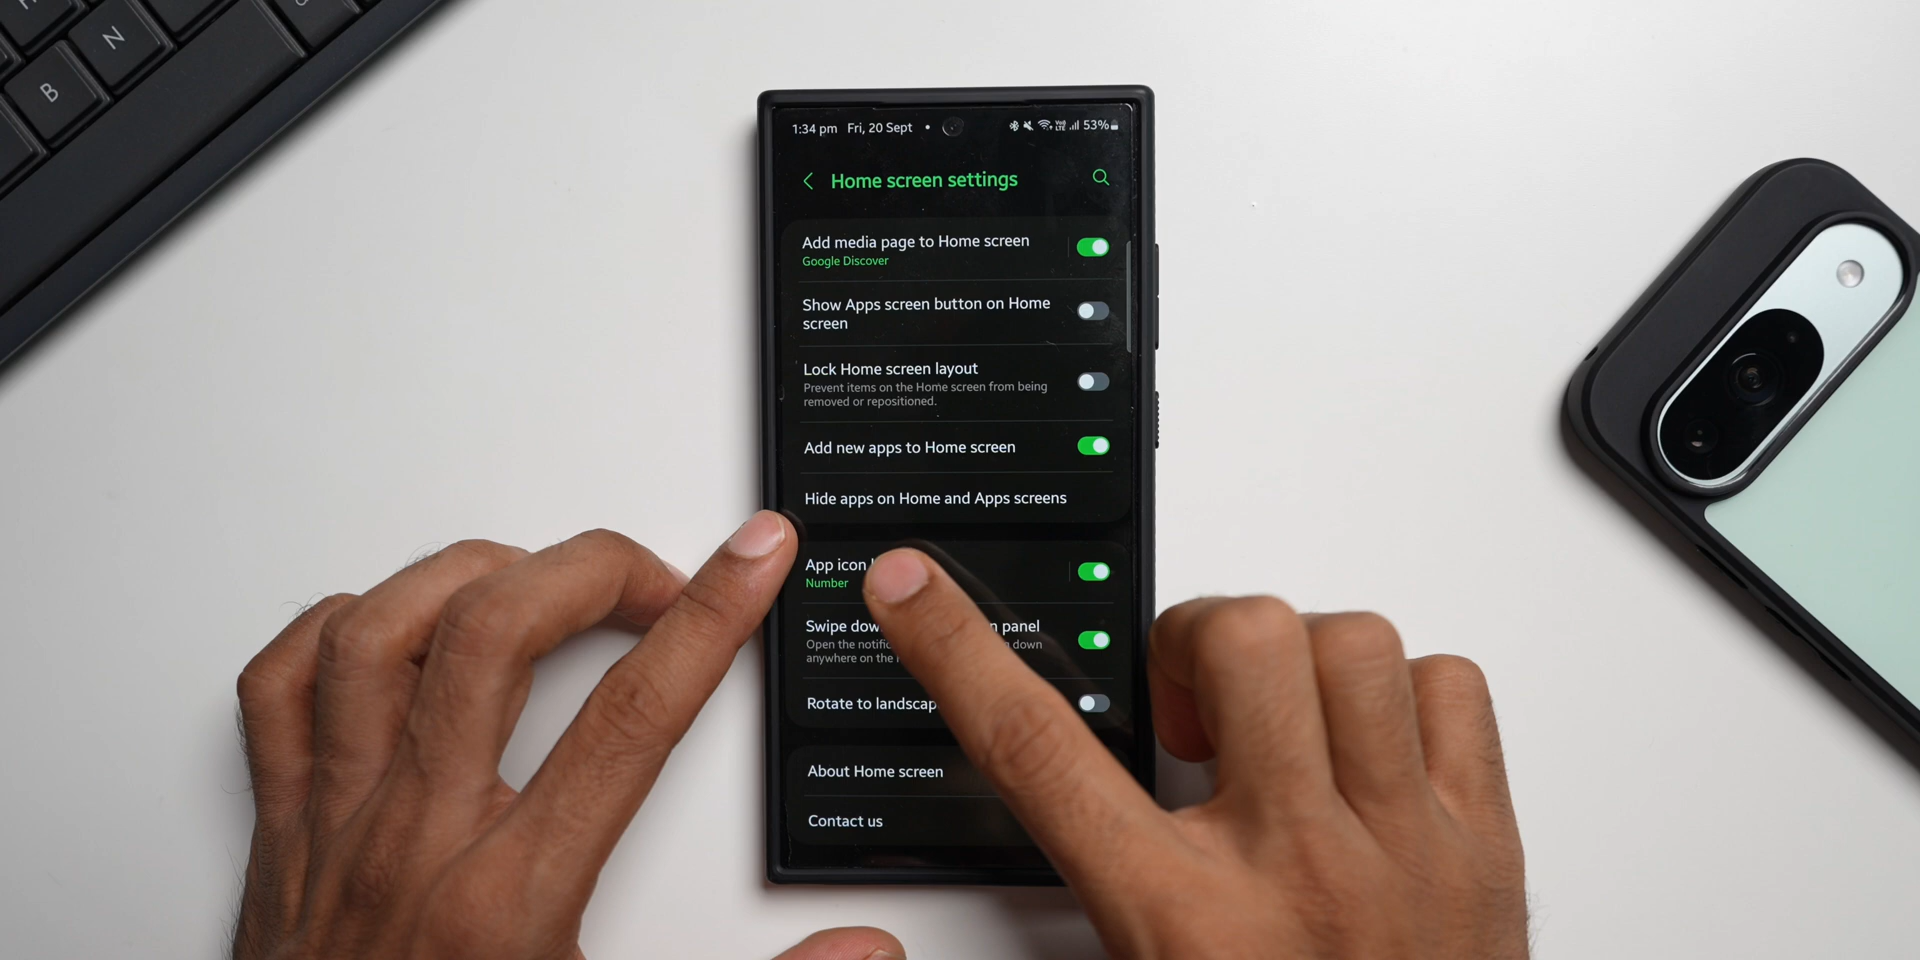 N
B
1:34 pm Fri, 20 Sept
Vo)) LTE 53%
Home screen settings
Add media page to Home screen
Google Discover
Show Apps screen button on Home
screen
Lock Home screen layout
Prevent items on the Home screen from being
removed or repositioned.
Add new apps to Home screen
Hide apps on Home and Apps screens
App icon
Number
Swipe panel
Open the down
anywhere on the
Rotate to
About Home screen
Contact us